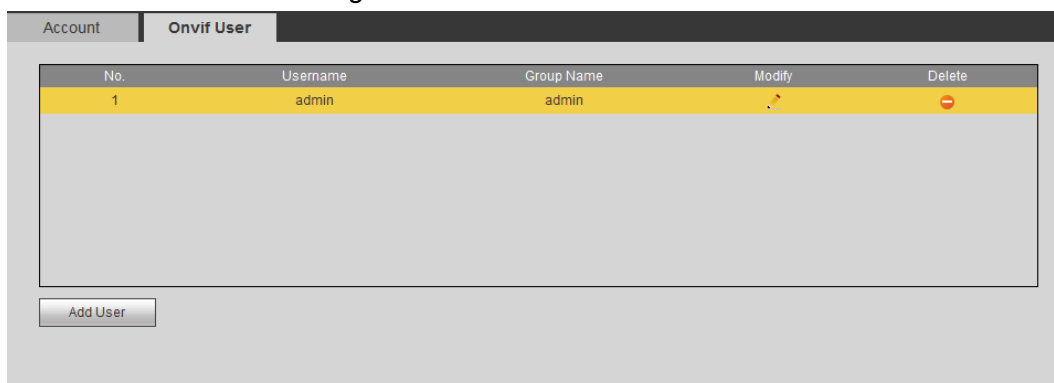 Account Onvif User
No. Username Group Name Modify Delete
1 admin admin
Add User